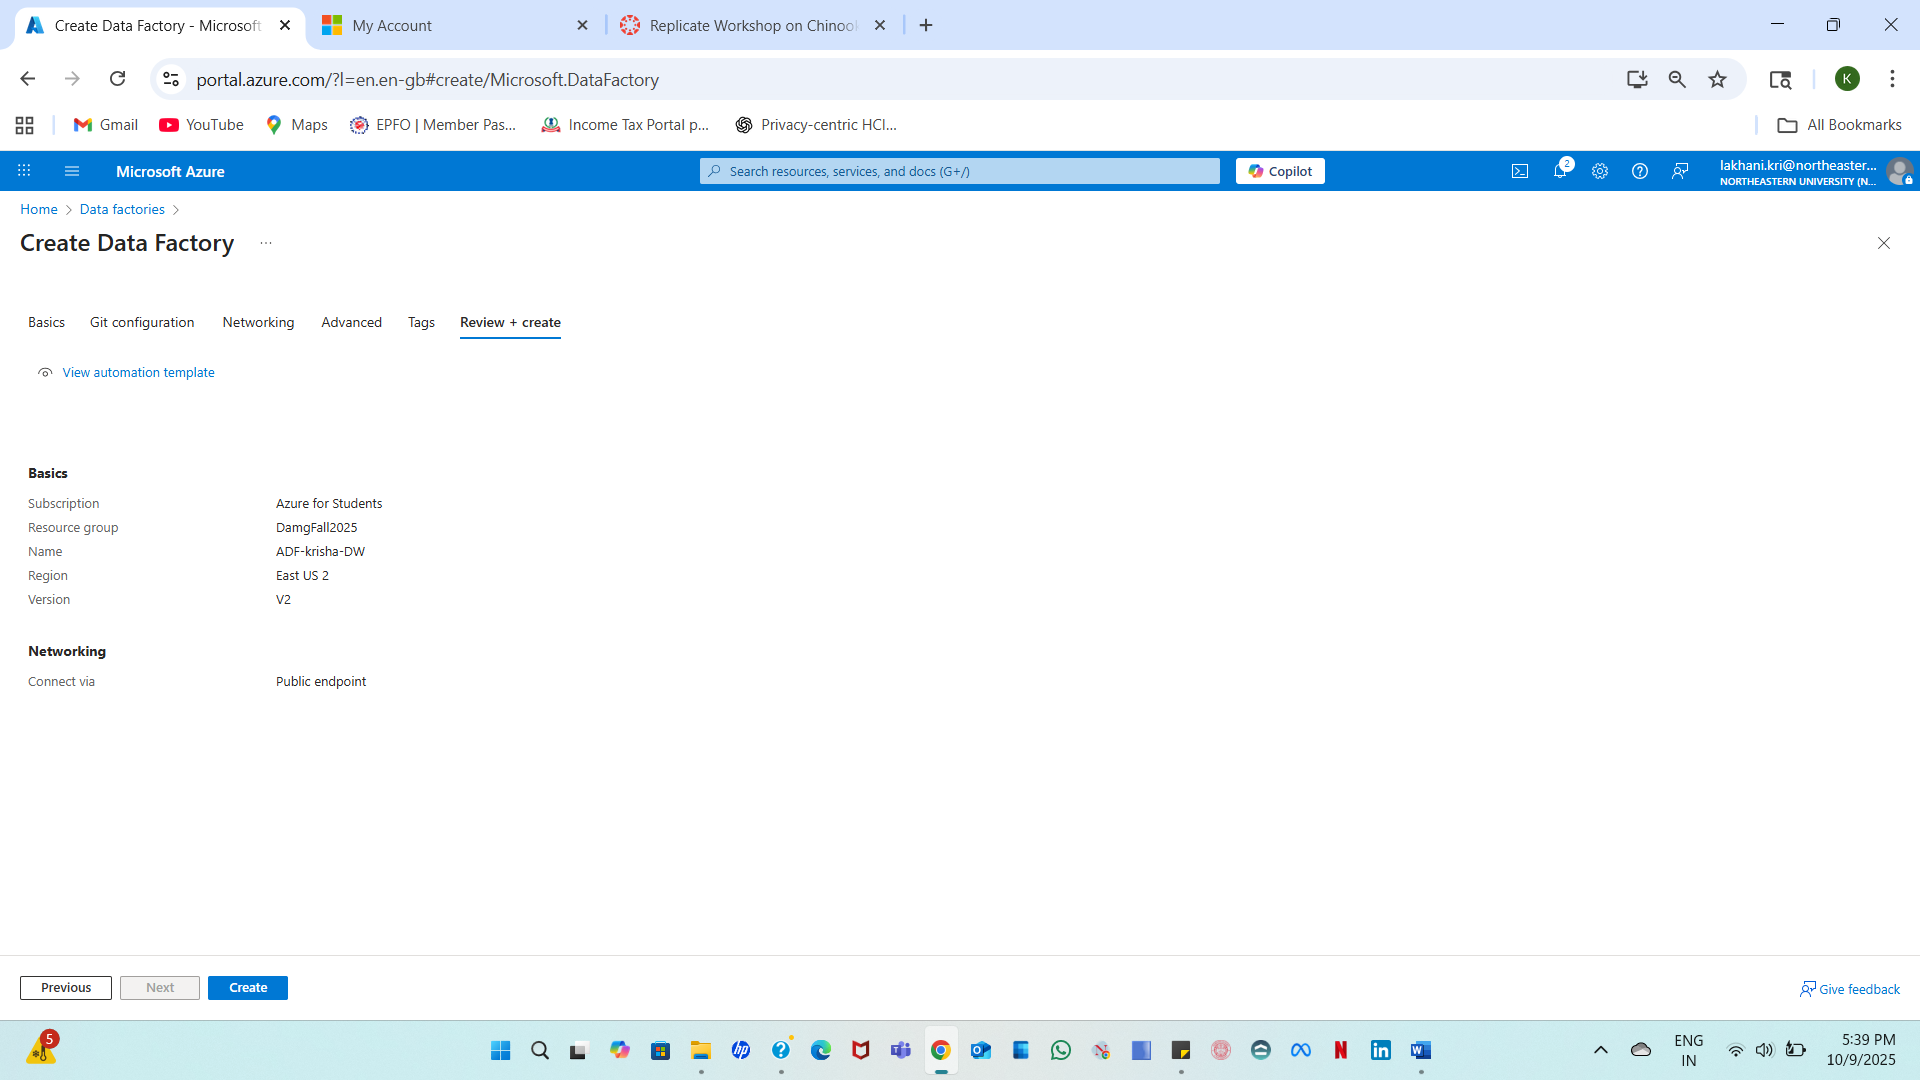 Create Data Factory - Microsoft
My Account
Replicate Workshop on Chinook
portal.azure.com/?l=en.en-gb#create/Microsoft.DataFactory
K
Gmail
YouTube
Maps
EPFO | Member Pas...
Income Tax Portal p...
Privacy-centric HCI...
All Bookmarks
Microsoft Azure
Search resources, services, and docs (G+/)
Copilot
2
lakhani.kri@northeaster...
NORTHEASTERN UNIVERSITY (N...
Home > Data factories >
Create Data Factory ...
Basics
Git configuration
Networking
Advanced
Tags
Review + create
View automation template
Basics
Subscription Azure for Students
Resource group DamgFall2025
Name ADF-krisha-DW
Region East US 2
Version V2
Networking
Connect via Public endpoint
Previous
Next
Create
Give feedback
5
ENG
IN
5:39 PM
10/9/2025